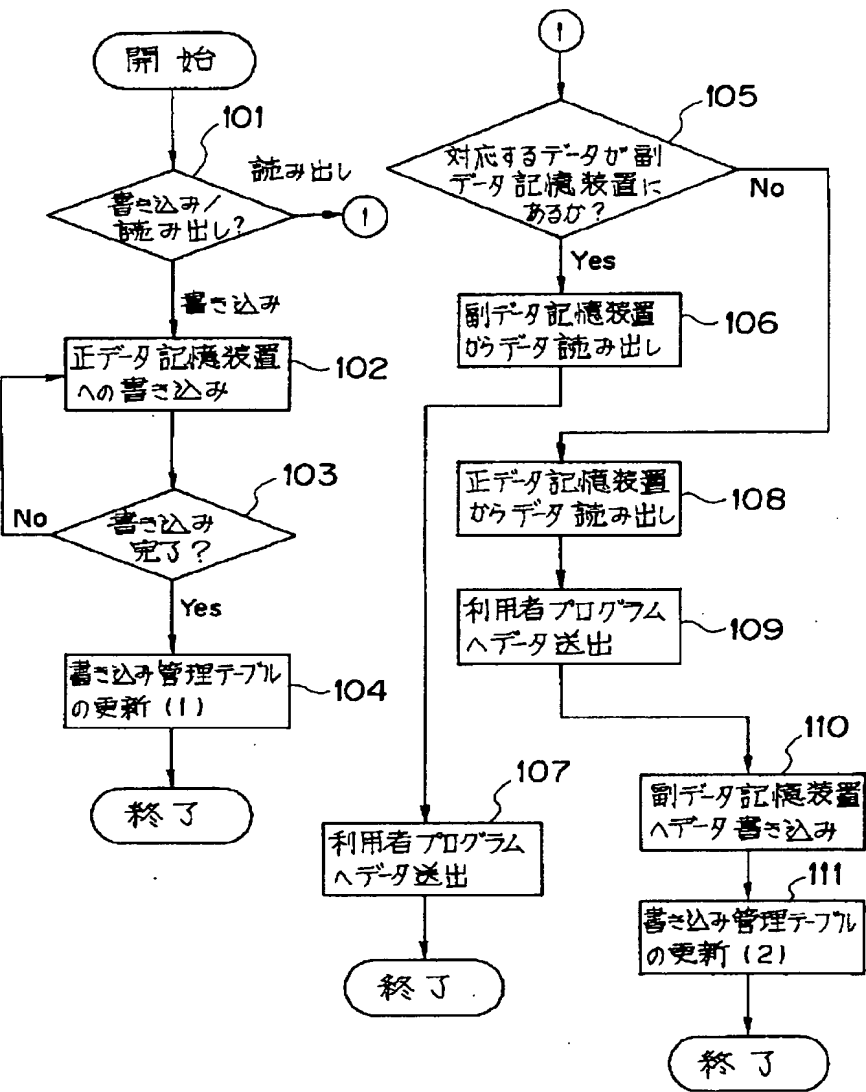 開始
101
読み出し
書き込み/
読み出し?
1
書き込み
正データ記憶装置
への書き込み
102
103
No
書き込み
完了?
Yes
書き込み管理テーブル
の更新(1)
104
終了
1
105
対応するデータが副
データ記憶装置に
あるか?
No
Yes
副データ記憶装置
からデータ読み出し
106
正データ記憶装置
からデータ読み出し
108
利用者プログラム
へデータ送出
109
107
利用者プログラム
へデータ送出
終了
110
副データ記憶装置
へデータ書き込み
111
書き込み管理テーブル
の更新(2)
終了